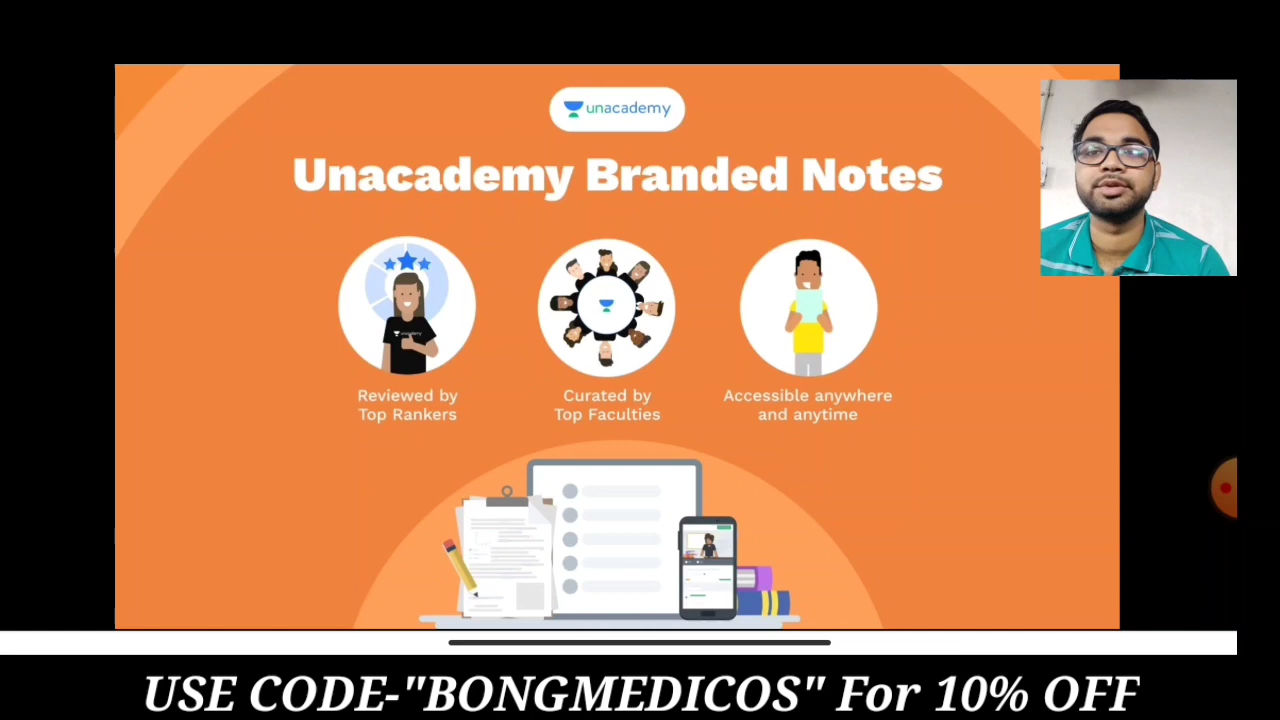 unacademy
Unacademy Branded Notes
Reviewed by
Top Rankers
Curated by
Top Faculties
Accessible anywhere
and anytime
USE CODE-"BONGMEDICOS" For 10% OFF